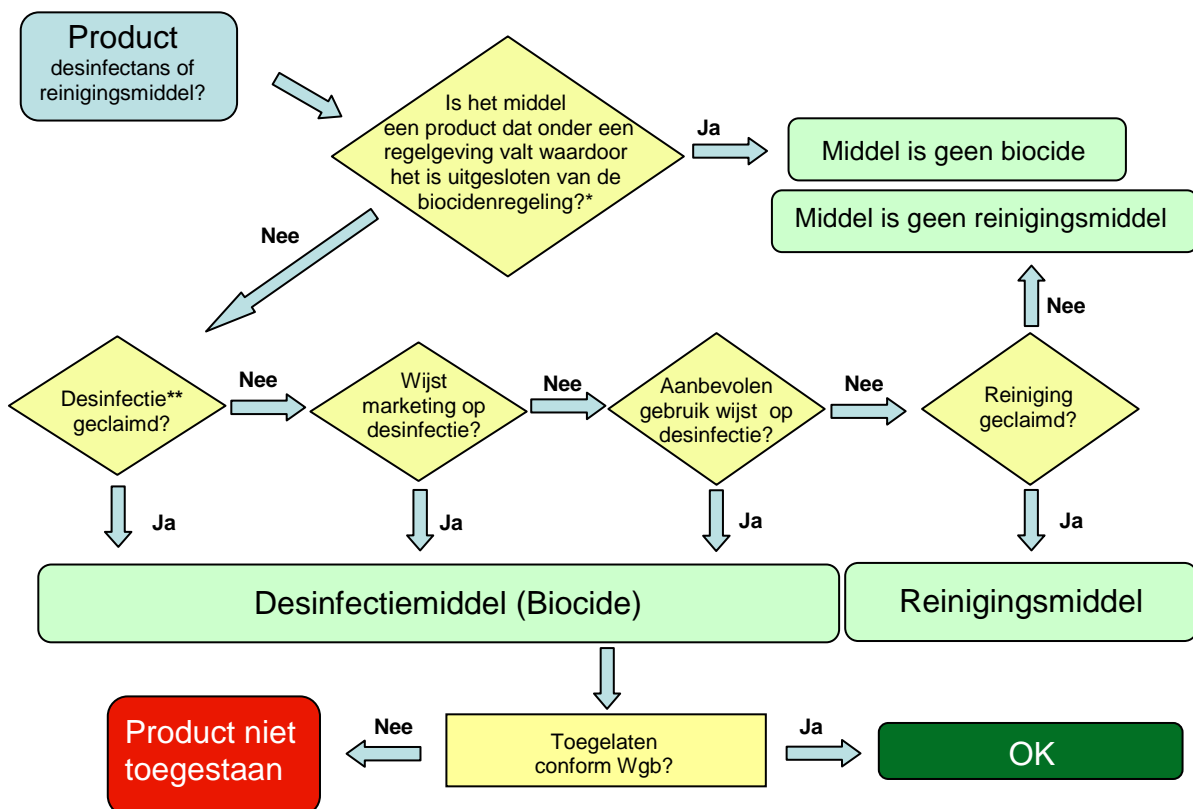 Product
desinfectans of
reinigingsmiddel?
Is het middel
een product dat onder een
regelgeving valt waardoor
het is uitgesloten van de
biocidenregeling?*
Ja
Middel is geen biocide
Middel is geen reinigingsmiddel
Nee
Nee
Desinfectie**
geclaimd?
Nee
Wijst
marketing op
desinfectie?
Nee
Aanbevolen
gebruik wijst op
desinfectie?
Nee
Reiniging
geclaimd?
Ja
Ja
Ja
Ja
Desinfectiemiddel (Biocide)
Reinigingsmiddel
Product niet
toegestaan
Nee
Toegelaten
conform Wgb?
Ja
OK